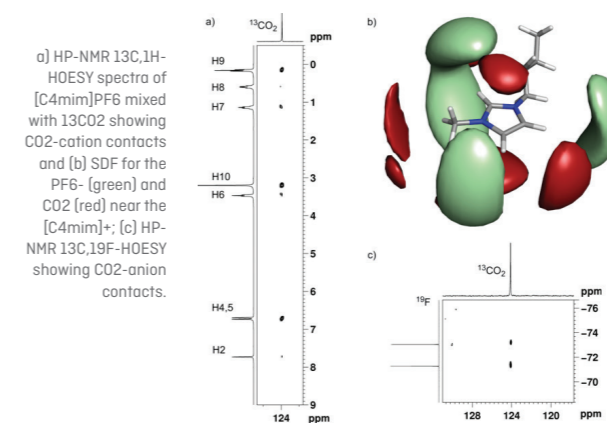 a) HP-NMR 13C,1H-
HOESY spectra of
[C4mim]PF6 mixed
with 13CO2 showing
CO2-cation contacts
and (b) SDF for the
PF6- (green) and
CO2 (red) near the
[C4mim]+; (c) HP-
NMR 13C,19F-HOESY
showing CO2-anion
contacts.
a)
¹³CO₂
ppm
H9
H8
H7
H10
H6
H4,5
H2
0
1
2
3
4
5
6
7
8
9
124
ppm
b)
c)
¹³CO₂
ppm
¹⁹F
-76
-74
-72
-70
128
124
120
ppm